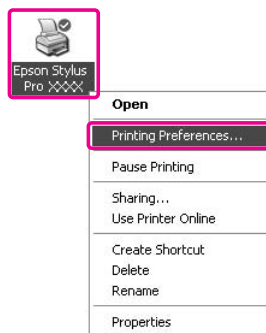 Epson Stylus
Pro XXXX
Open
Printing Preferences...
Pause Printing
Sharing...
Use Printer Online
Create Shortcut
Delete
Rename
Properties